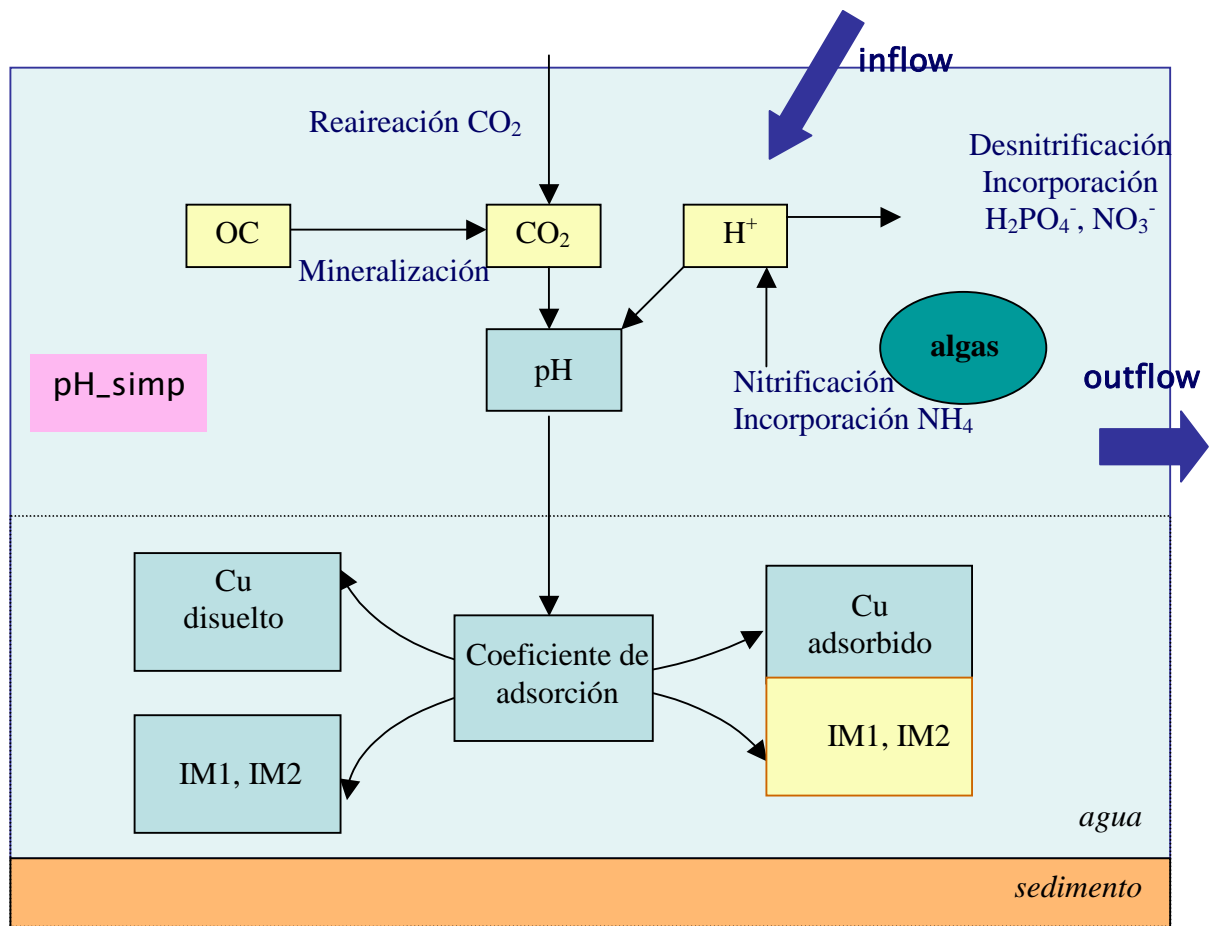 inflow
Reaireación CO₂
Desnitrificación
Incorporación
H₂PO₄⁻, NO₃⁻
OC
CO₂
H⁺
Mineralización
pH
algas
pH_simp
Nitrificación
Incorporación NH₄
outflow
Cu
disuelto
Coeficiente de
adsorción
Cu
adsorbido
IM1, IM2
IM1, IM2
agua
sedimento